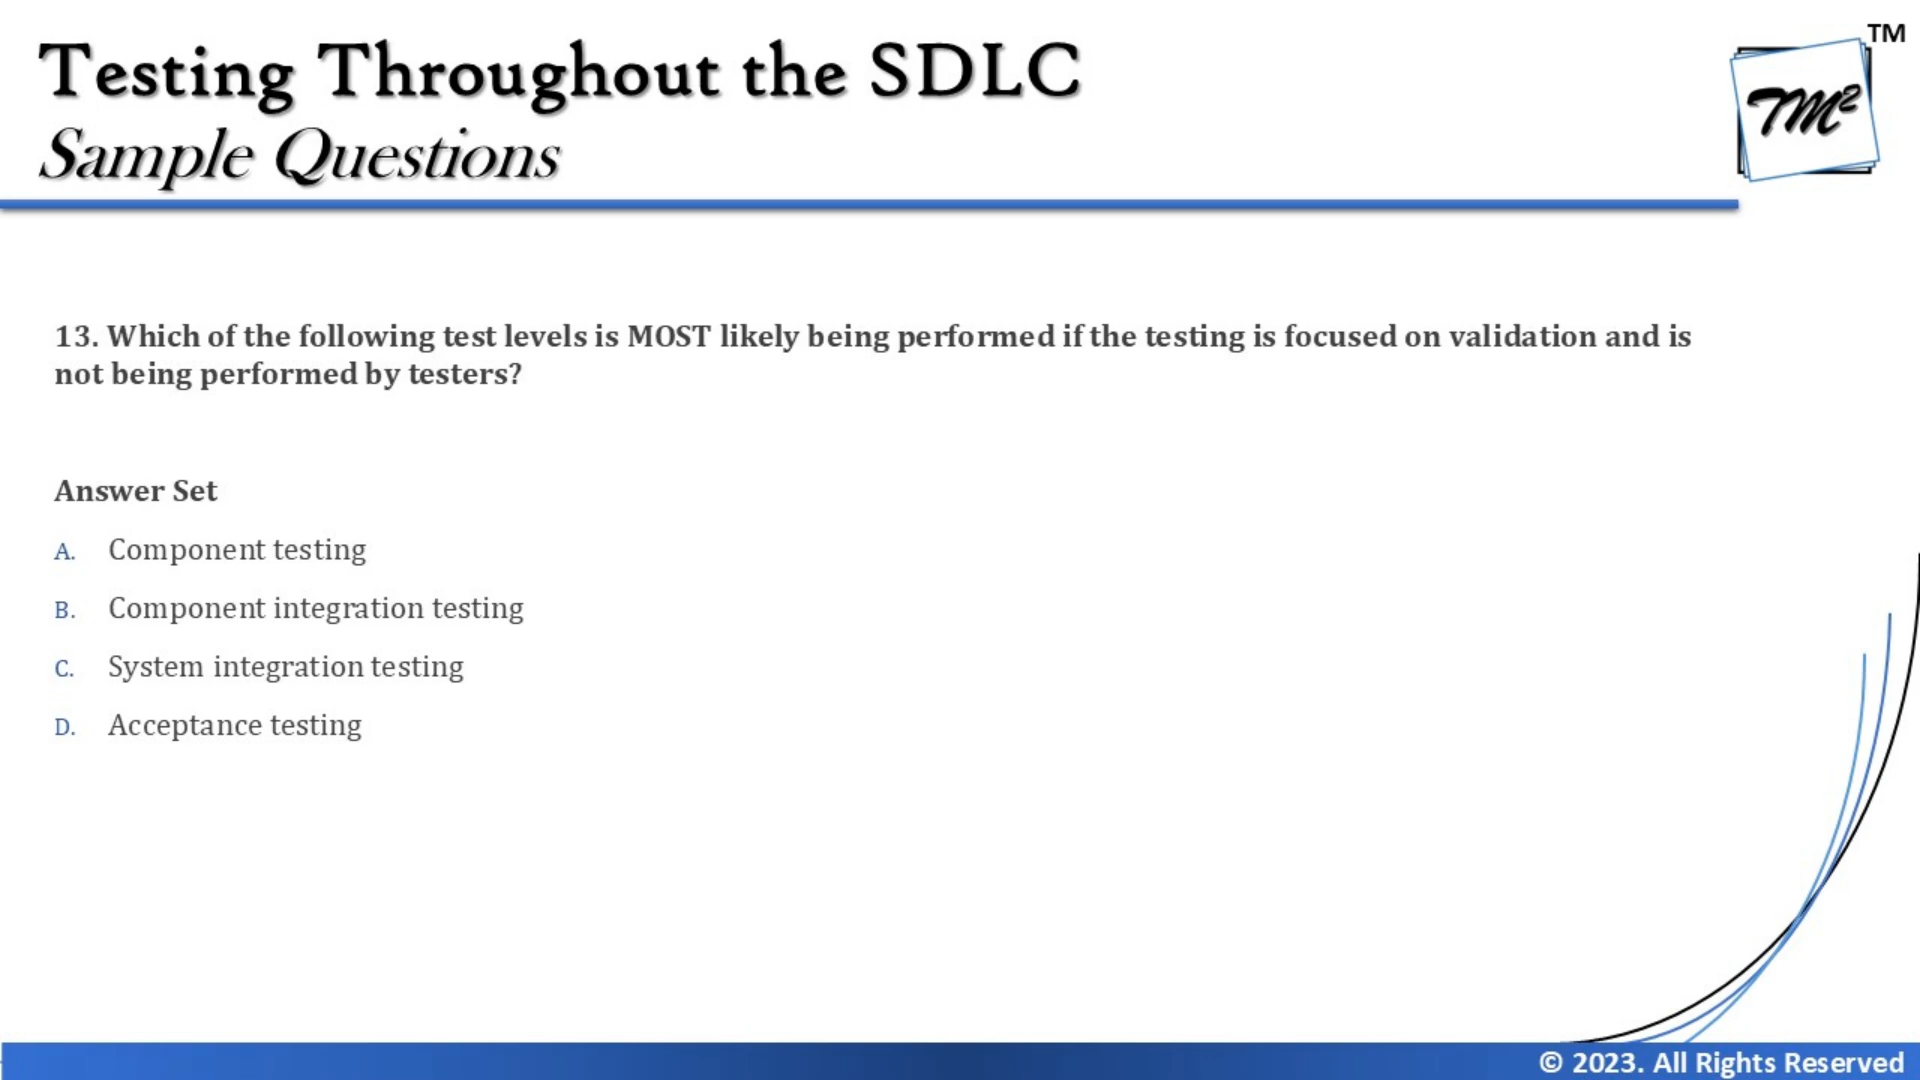 Testing Throughout the SDLC
Sample Questions
TM
TM²
13. Which of the following test levels is MOST likely being performed if the testing is focused on validation and is
not being performed by testers?
Answer Set
A. Component testing
B. Component integration testing
C. System integration testing
D. Acceptance testing
© 2023. All Rights Reserved